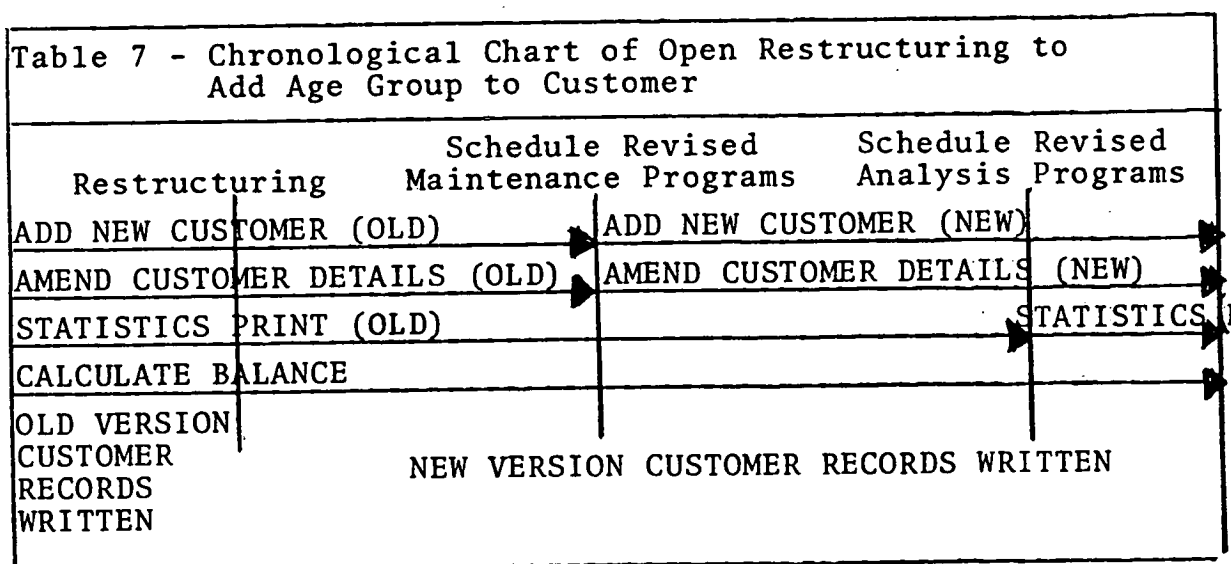 Table 7 - Chronological Chart of Open Restructuring to
Add Age Group to Customer
Schedule Revised Schedule Revised
Restructuring Maintenance Programs Analysis Programs
ADD NEW CUSTOMER (OLD) ADD NEW CUSTOMER (NEW)
AMEND CUSTOMER DETAILS (OLD) AMEND CUSTOMER DETAILS (NEW)
STATISTICS PRINT (OLD) STATISTICS
CALCULATE BALANCE
OLD VERSION
CUSTOMER NEW VERSION CUSTOMER RECORDS WRITTEN
RECORDS
WRITTEN